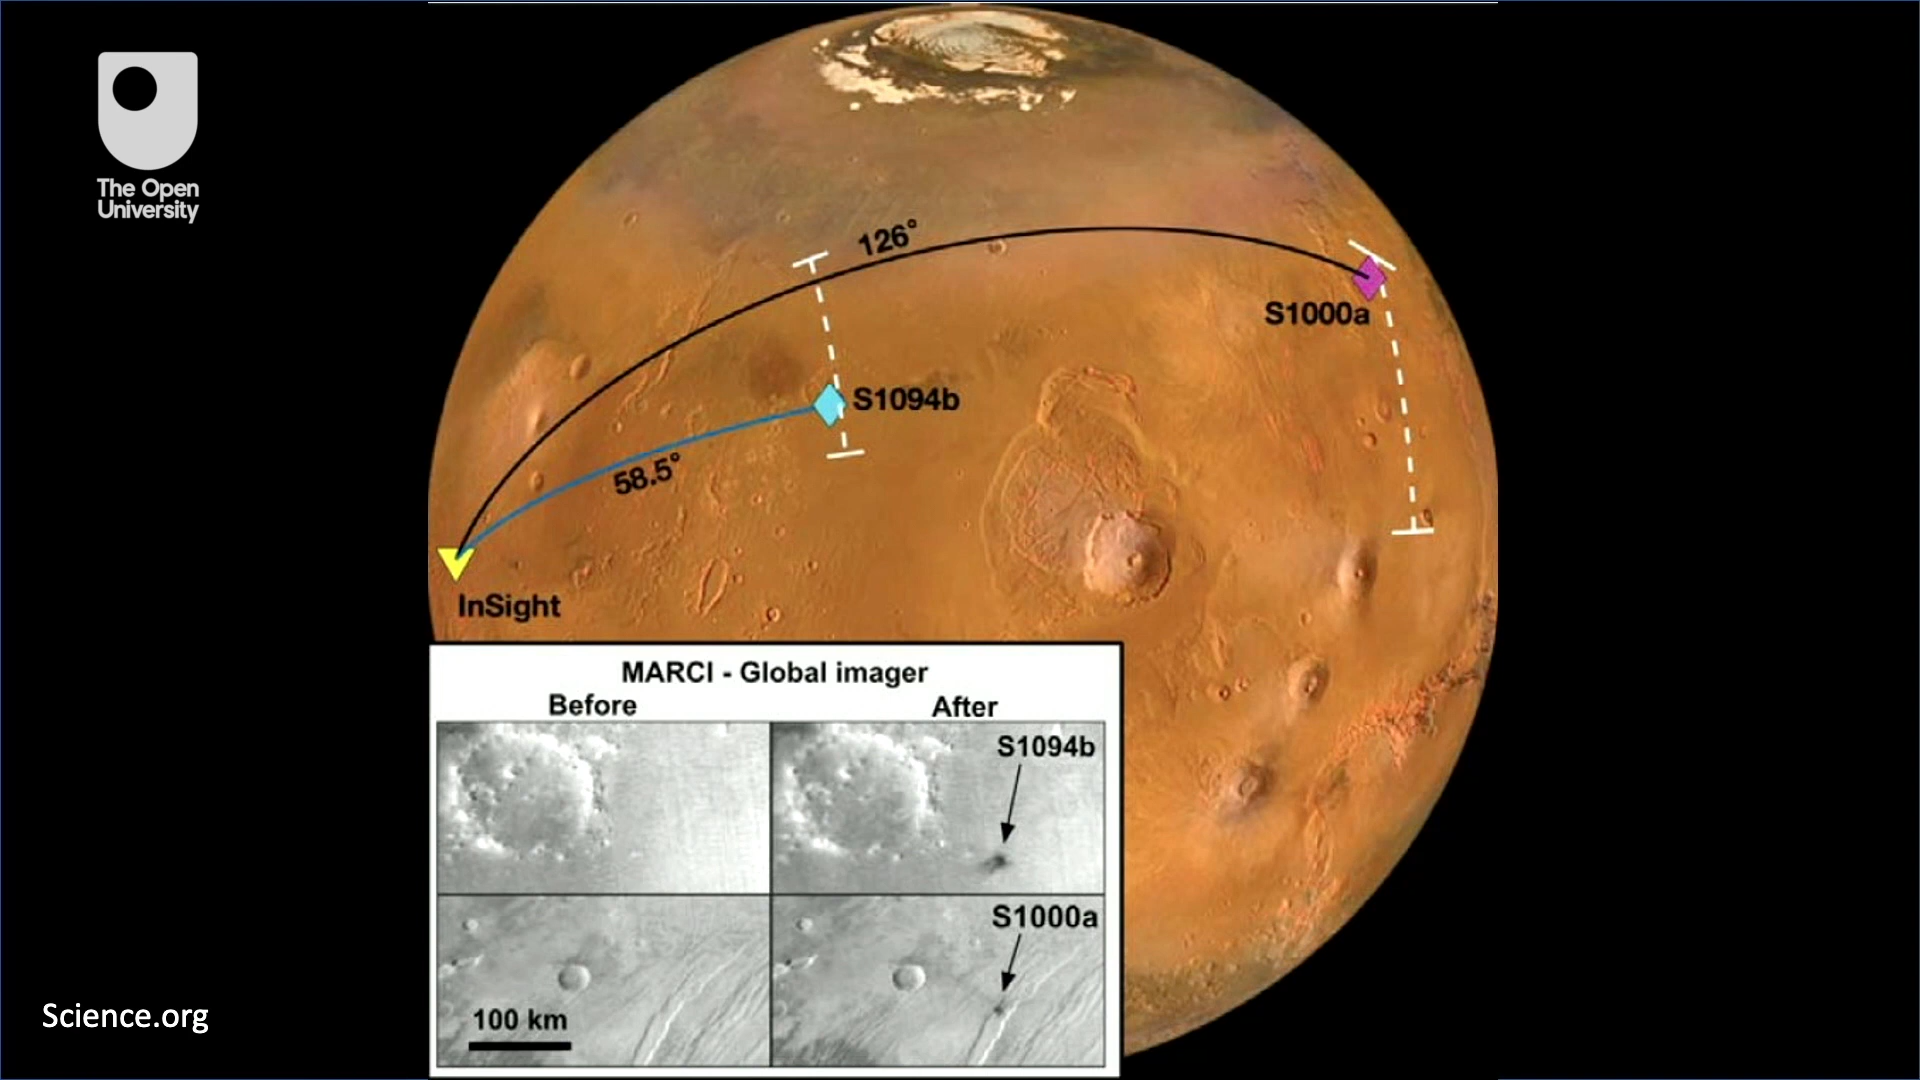 The Open
University
126°
S1000a
S1094b
58.5°
InSight
MARCI - Global imager
Before
After
S1094b
S1000a
100 km
Science.org